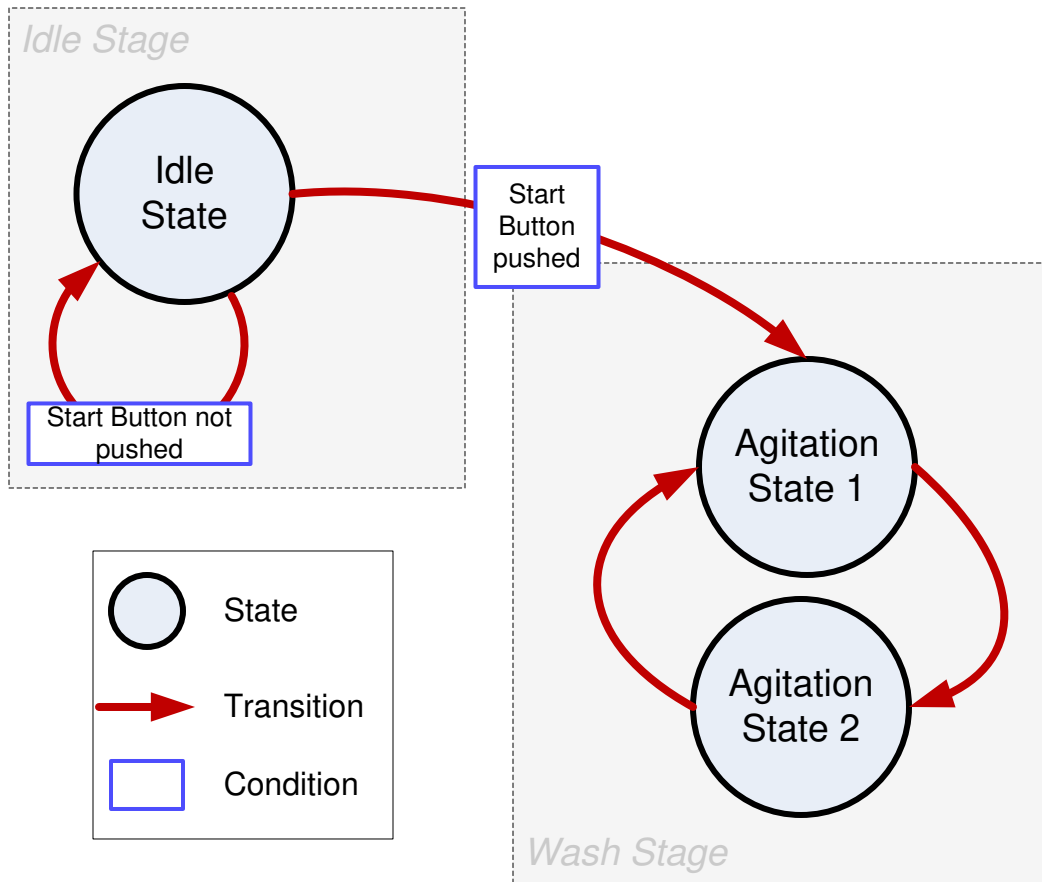 Idle Stage
Idle
State
Start
Button
pushed
Start Button not
pushed
Agitation
State 1
Agitation
State 2
State
Transition
Condition
Wash Stage